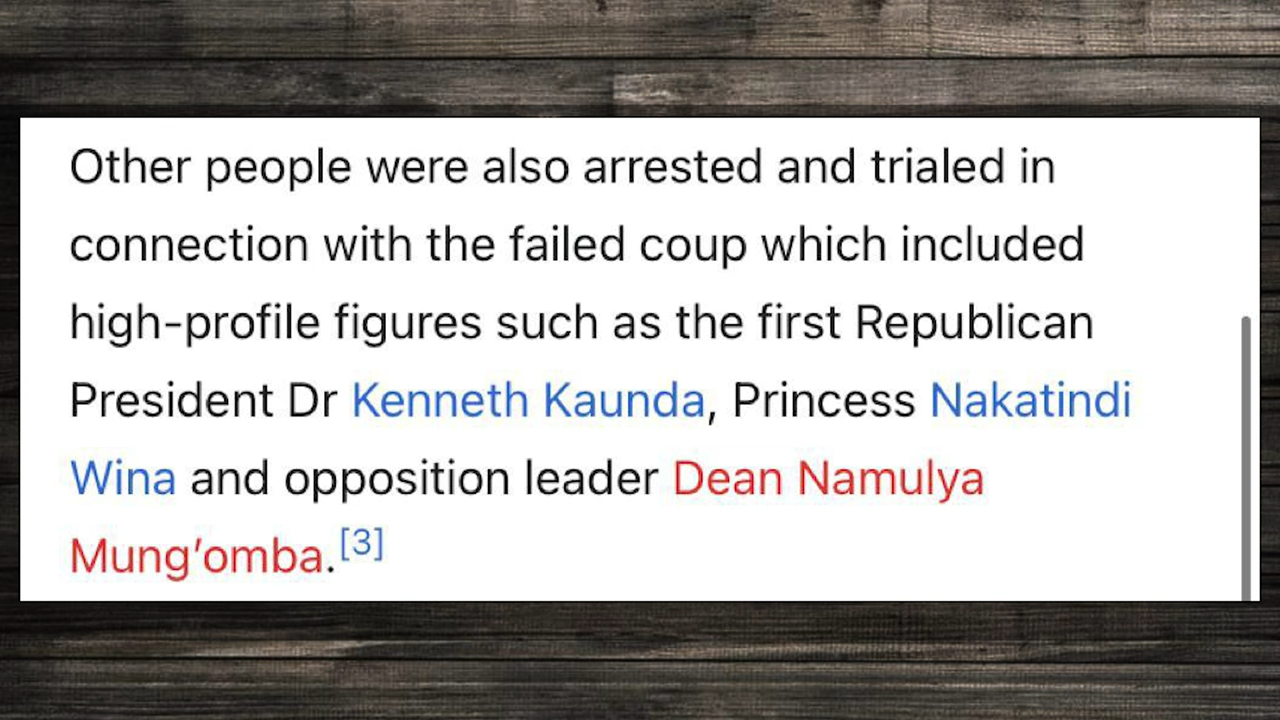 Other people were also arrested and trialed in
connection with the failed coup which included
high-profile figures such as the first Republican
President Dr Kenneth Kaunda, Princess Nakatindi
Wina and opposition leader Dean Namulya
Mung’omba.[3]